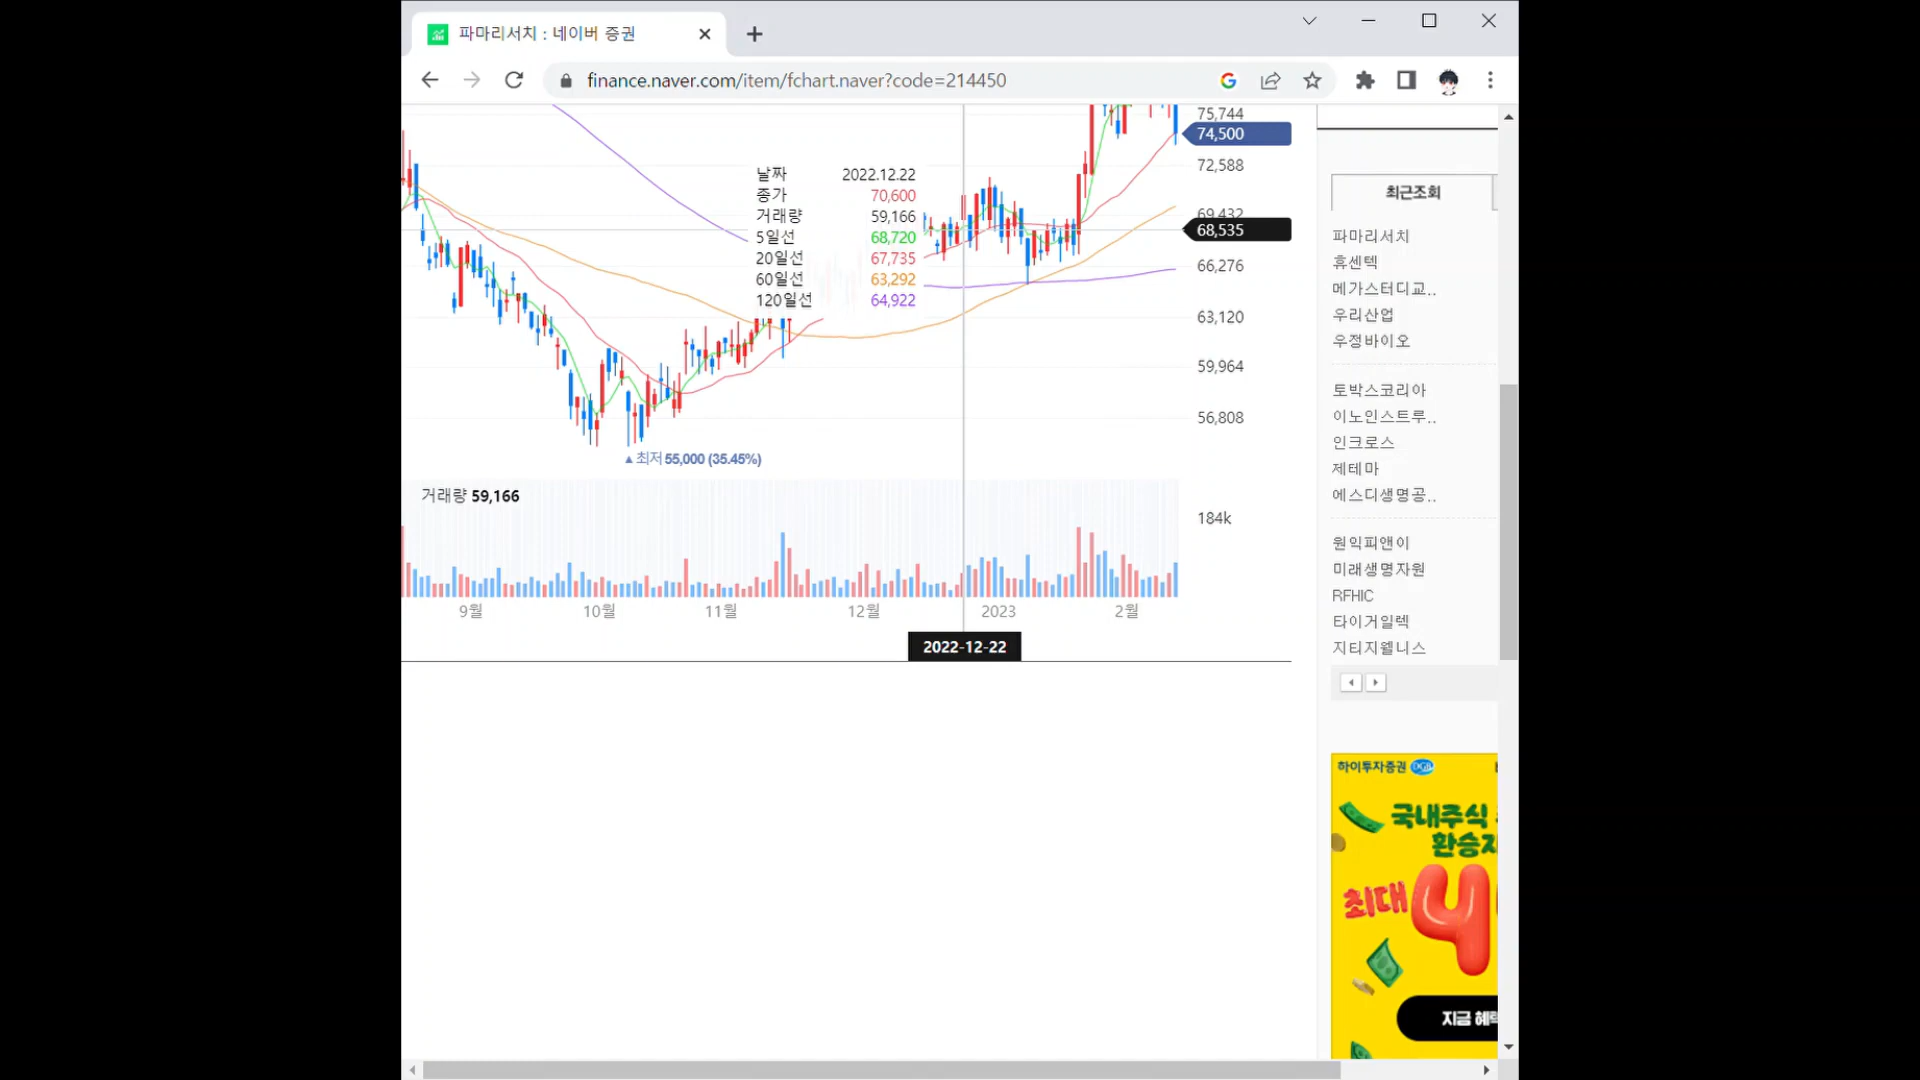 파마리서치 : 네이버 증권
finance.naver.com/item/fchart.naver?code=214450
75,744
74,500
72,588
69,432
68,535
66,276
63,120
59,964
56,808
날짜 2022.12.22
종가 70,600
거래량 59,166
5일선 68,720
20일선 67,735
60일선 63,292
120일선 64,922
▲최저 55,000 (35.45%)
거래량 59,166
184k
9월 10월 11월 12월 2023 2월
2022-12-22
최근조회
파마리서치
휴센텍
메가스터디교..
우리산업
우정바이오
토박스코리아
이노인스트루..
인크로스
제테마
에스디생명공..
원익피앤이
미래생명자원
RFHIC
타이거일렉
지티지웰니스
하이투자증권 DGB
국내주식
환승
최대 4
지금 혜